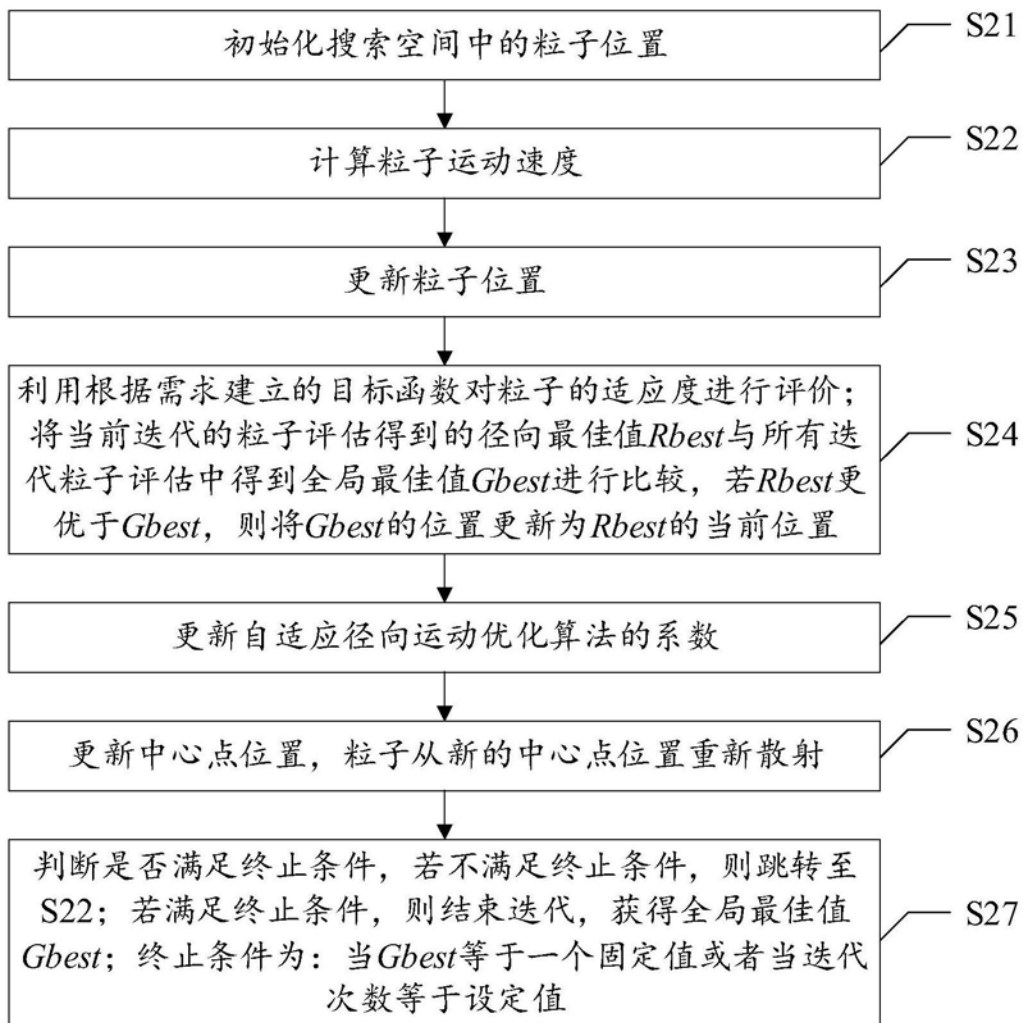 初始化搜索空间中的粒子位置
S21
计算粒子运动速度
S22
更新粒子位置
S23
利用根据需求建立的目标函数对粒子的适应度进行评价；
将当前迭代的粒子评估得到的径向最佳值Rbest与所有迭
代粒子评估中得到全局最佳值Gbest进行比较，若Rbest更
优于Gbest，则将Gbest的位置更新为Rbest的当前位置
S24
更新自适应径向运动优化算法的系数
S25
更新中心点位置，粒子从新的中心点位置重新散射
S26
判断是否满足终止条件，若不满足终止条件，则跳转至
S22；若满足终止条件，则结束迭代，获得全局最佳值
Gbest；终止条件为：当Gbest等于一个固定值或者当迭代
次数等于设定值
S27